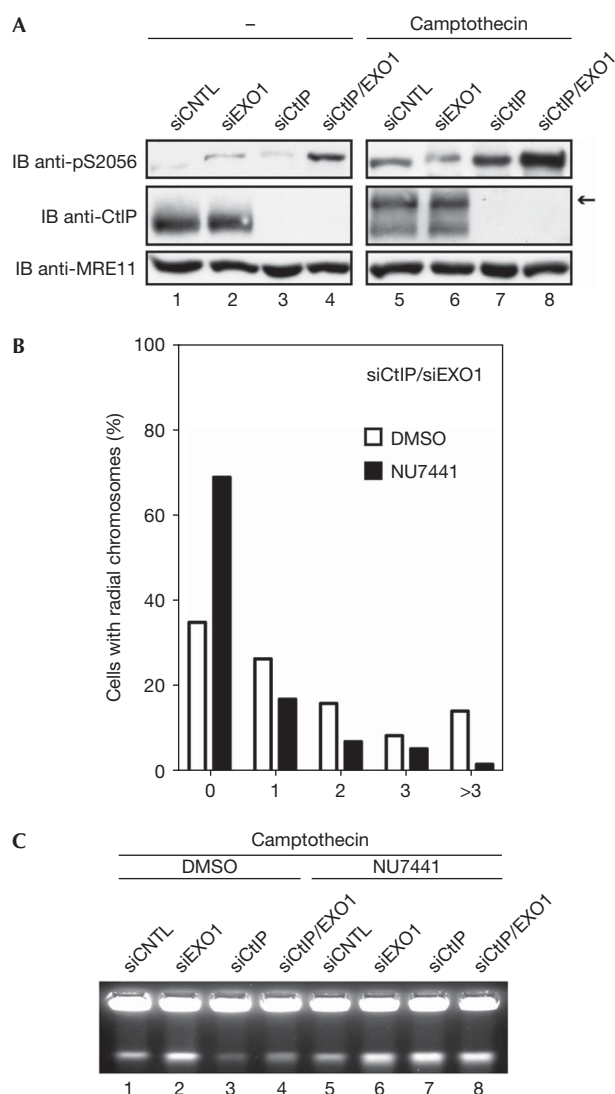 A
– Camptothecin
siCNTL siEXO1 siCtIP siCtIP/EXO1 siCNTL siEXO1 siCtIP siCtIP/EXO1
IB anti-pS2056
IB anti-CtIP ←
IB anti-MRE11
1 2 3 4 5 6 7 8
B
100
80
60
40
20
0
Cells with radial chromosomes (%)
siCtIP/siEXO1
DMSO
NU7441
0 1 2 3 >3
C
Camptothecin
DMSO NU7441
siCNTL siEXO1 siCtIP siCtIP/EXO1 siCNTL siEXO1 siCtIP siCtIP/EXO1
1 2 3 4 5 6 7 8